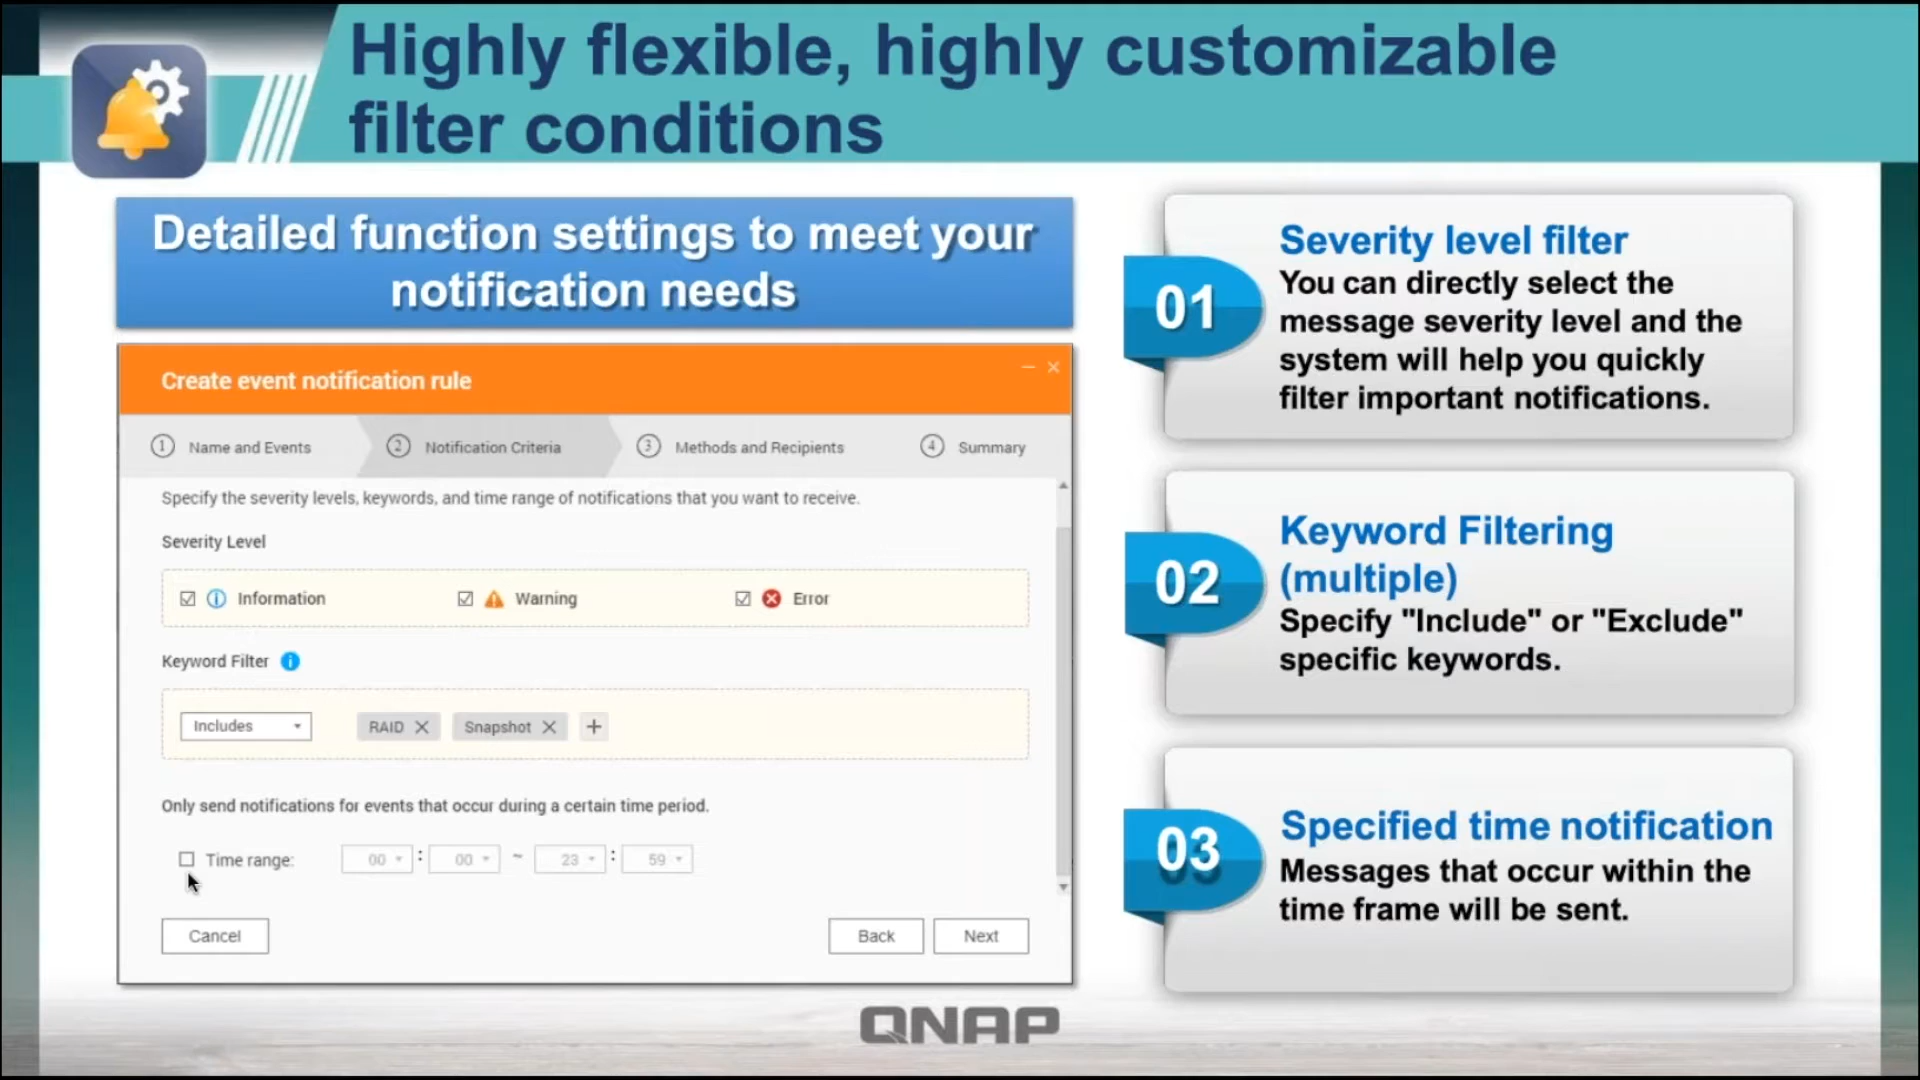 Highly flexible, highly customizable
filter conditions
Detailed function settings to meet your
notification needs
Create event notification rule
1 Name and Events
2 Notification Criteria
3 Methods and Recipients
4 Summary
Specify the severity levels, keywords, and time range of notifications that you want to receive.
Severity Level
Information
Warning
Error
Keyword Filter
Includes
RAID
Snapshot
Only send notifications for events that occur during a certain time period.
Time range: 00 : 00 ~ 23 : 59
Cancel
Back
Next
01
Severity level filter
You can directly select the
message severity level and the
system will help you quickly
filter important notifications.
02
Keyword Filtering
(multiple)
Specify "Include" or "Exclude"
specific keywords.
03
Specified time notification
Messages that occur within the
time frame will be sent.
QNAP